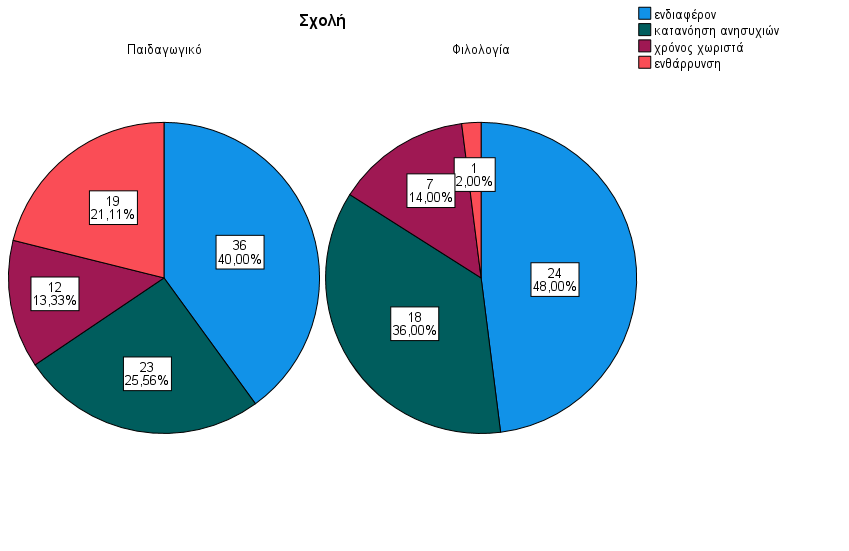 Σχολή
Παιδαγωγικό
Φιλολογία
ενδιαφέρον
κατανόηση ανησυχιών
χρόνος χωριστά
ενθάρρυνση
19
21,11%
36
40,00%
12
13,33%
23
25,56%
1
2,00%
7
14,00%
24
48,00%
18
36,00%